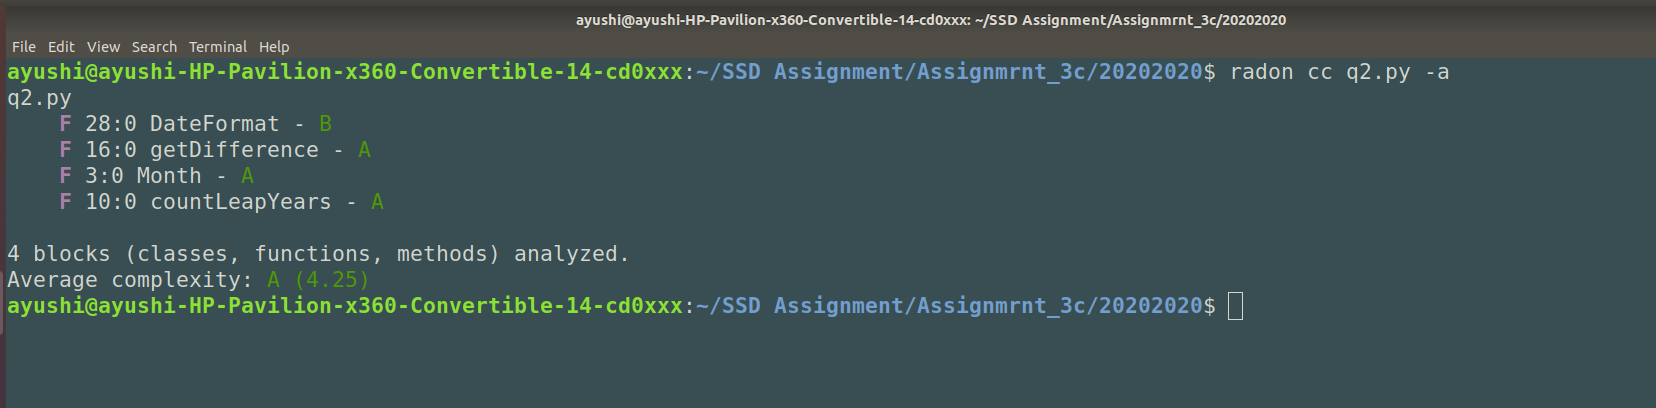 ayushi@ayushi-HP-Pavilion-x360-Convertible-14-cd0xxx: ~/SSD Assignment/Assignmrnt_3c/20202020
File Edit View Search Terminal Help
ayushi@ayushi-HP-Pavilion-x360-Convertible-14-cd0xxx:~/SSD Assignment/Assignmrnt_3c/20202020$ radon cc q2.py -a
q2.py
    F 28:0 DateFormat - B
    F 16:0 getDifference - A
    F 3:0 Month - A
    F 10:0 countLeapYears - A
4 blocks (classes, functions, methods) analyzed.
Average complexity: A (4.25)
ayushi@ayushi-HP-Pavilion-x360-Convertible-14-cd0xxx:~/SSD Assignment/Assignmrnt_3c/20202020$